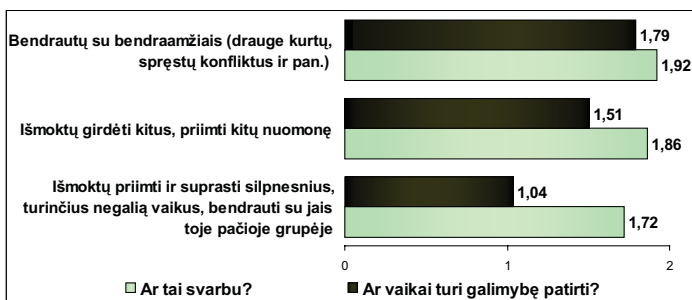 Bendrautų su bendraamžiais (drauge kurtų,
spręstų konfliktus ir pan.)
1,79
1,92
Išmoktų girdėti kitus, priimti kitų nuomonę
1,51
1,86
Išmoktų priimti ir suprasti silpnesnius,
turinčius negalią vaikus, bendrauti su jais
toje pačioje grupėje
1,04
1,72
0 1 2
Ar tai svarbu? Ar vaikai turi galimybę patirti?